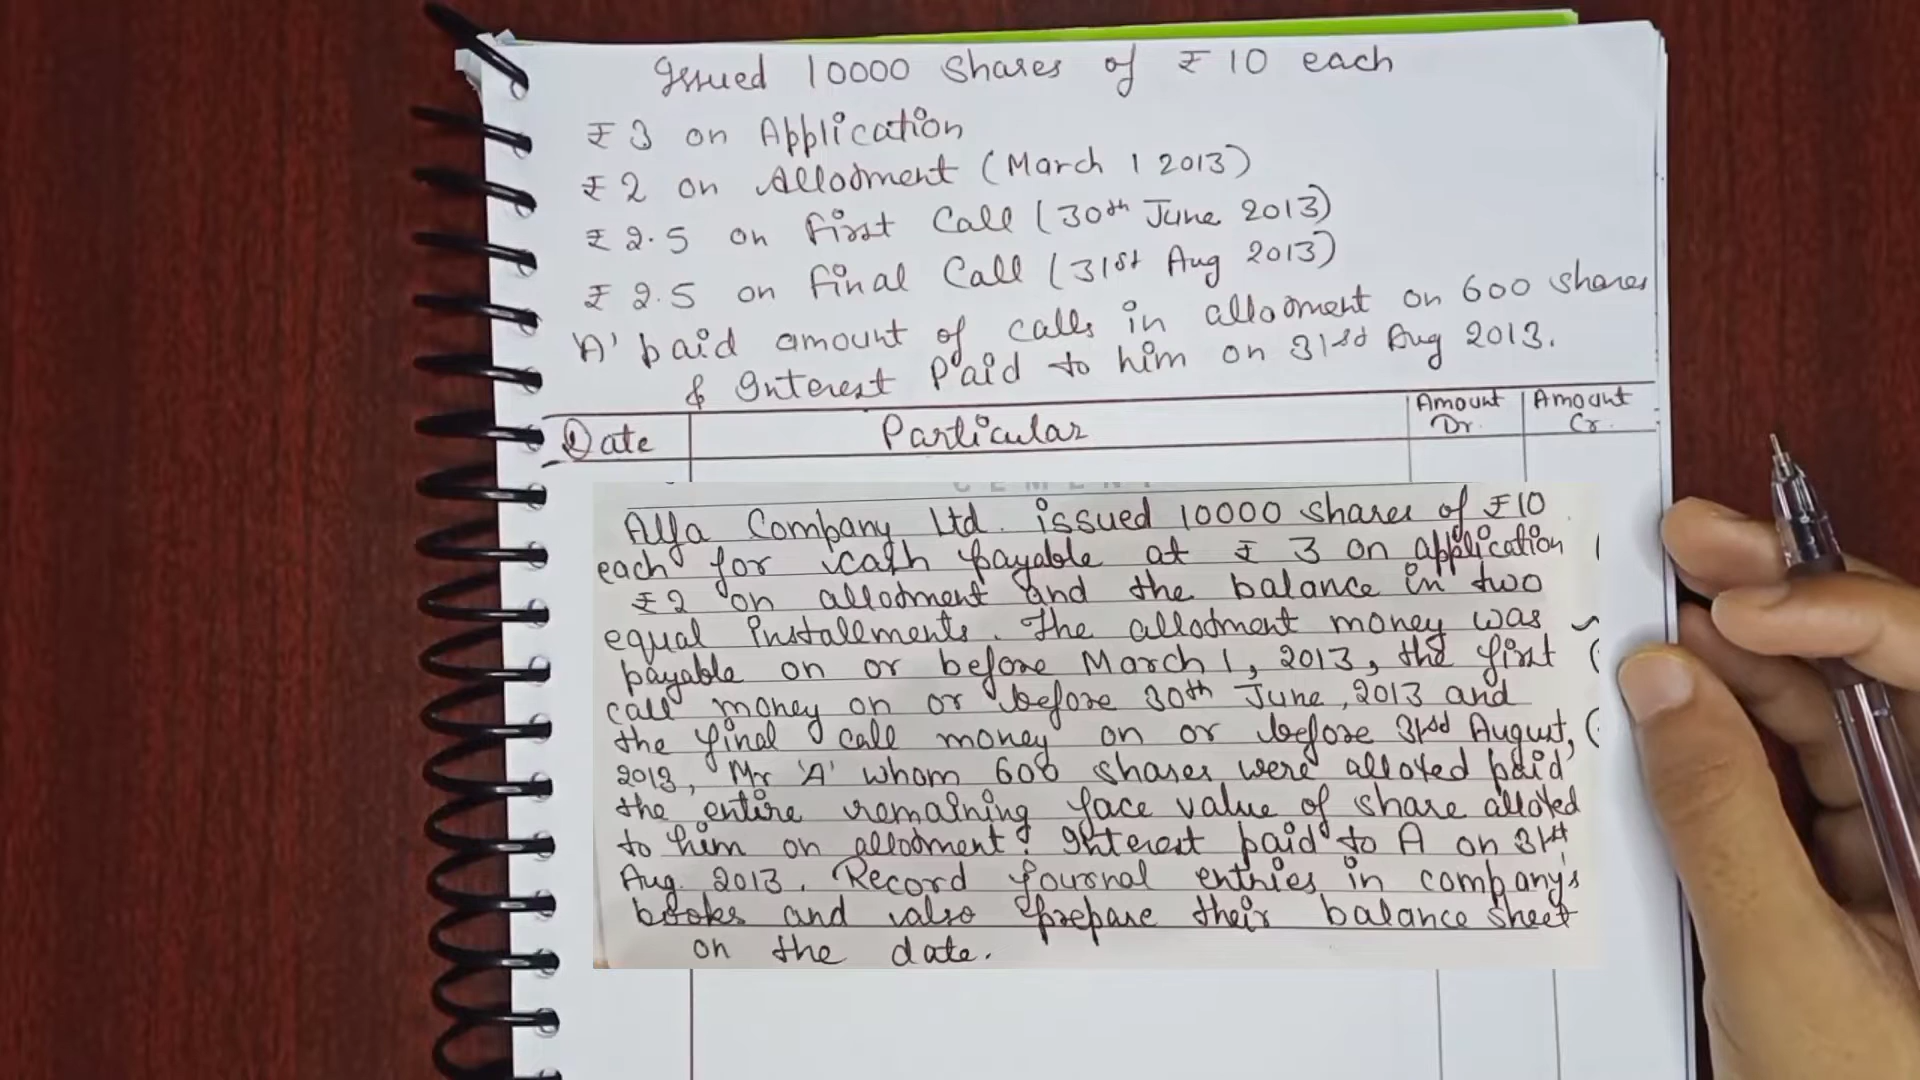 Issued 10000 shares of ₹ 10 each
₹ 3 on Application
₹ 2 on Allotment (March 1 2013)
₹ 2.5 on First Call (30th June 2013)
₹ 2.5 on Final Call (31st Aug 2013)
'A' paid amount of calls in allotment on 600 shares
& Interest Paid to him on 31st Aug 2013.
Date Particular Amount Dr. Amount Cr.
CEMENT
Alfa Company Ltd. issued 10000 shares of ₹10
each for cash payable at ₹ 3 on application
₹2 on allotment and the balance in two
equal installments. The allotment money was
payable on or before March 1, 2013, the first
call money on or before 30th June, 2013 and
the final call money on or before 31st August,
2013, Mr 'A' whom 600 shares were alloted paid
the entire remaining face value of share alloted
to him on allotment. Interest paid to A on 31st
Aug. 2013. Record journal entries in company's
books and also prepare their balance sheet
on the date.